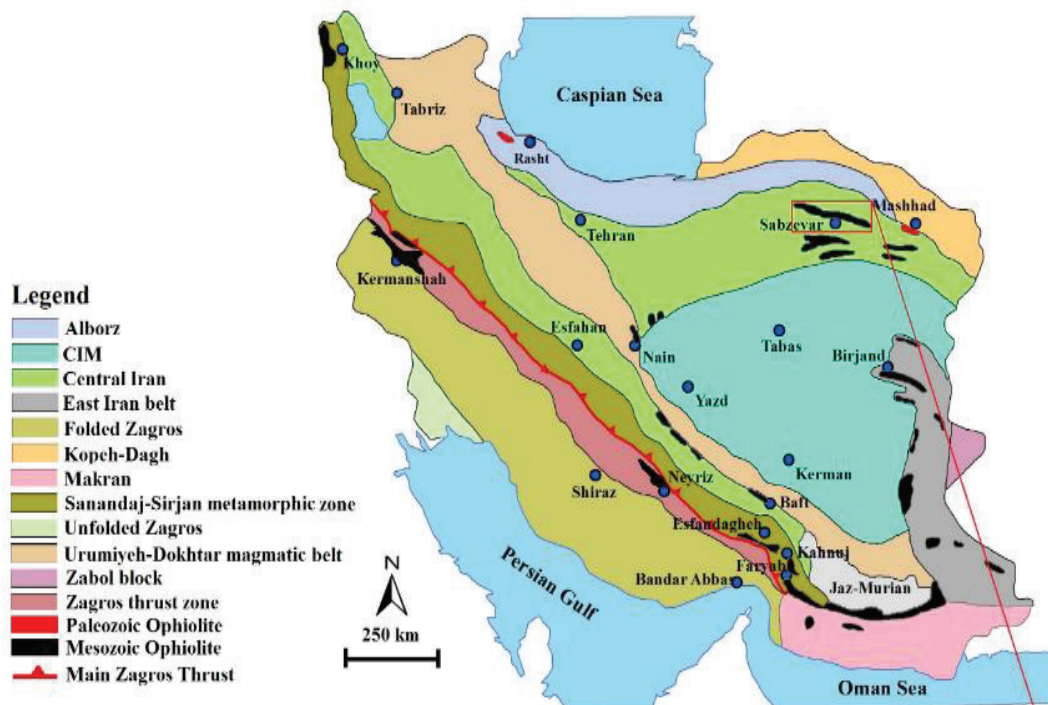 Caspian Sea
Khoy
Tabriz
Rasht
Mashhad
Sabzevar
Tehran
Kermanshah
Esfahan
Nain
Tabas
Birjand
Yazd
Kerman
Shiraz
Neyriz
Baft
Esfandagheh
Kahnuj
Faryab
Bandar Abbas
Jaz-Murian
Persian Gulf
Oman Sea
N
250 km
Legend
Alborz
CIM
Central Iran
East Iran belt
Folded Zagros
Kopeh-Dagh
Makran
Sanandaj-Sirjan metamorphic zone
Unfolded Zagros
Urumiyeh-Dokhtar magmatic belt
Zabol block
Zagros thrust zone
Paleozoic Ophiolite
Mesozoic Ophiolite
Main Zagros Thrust